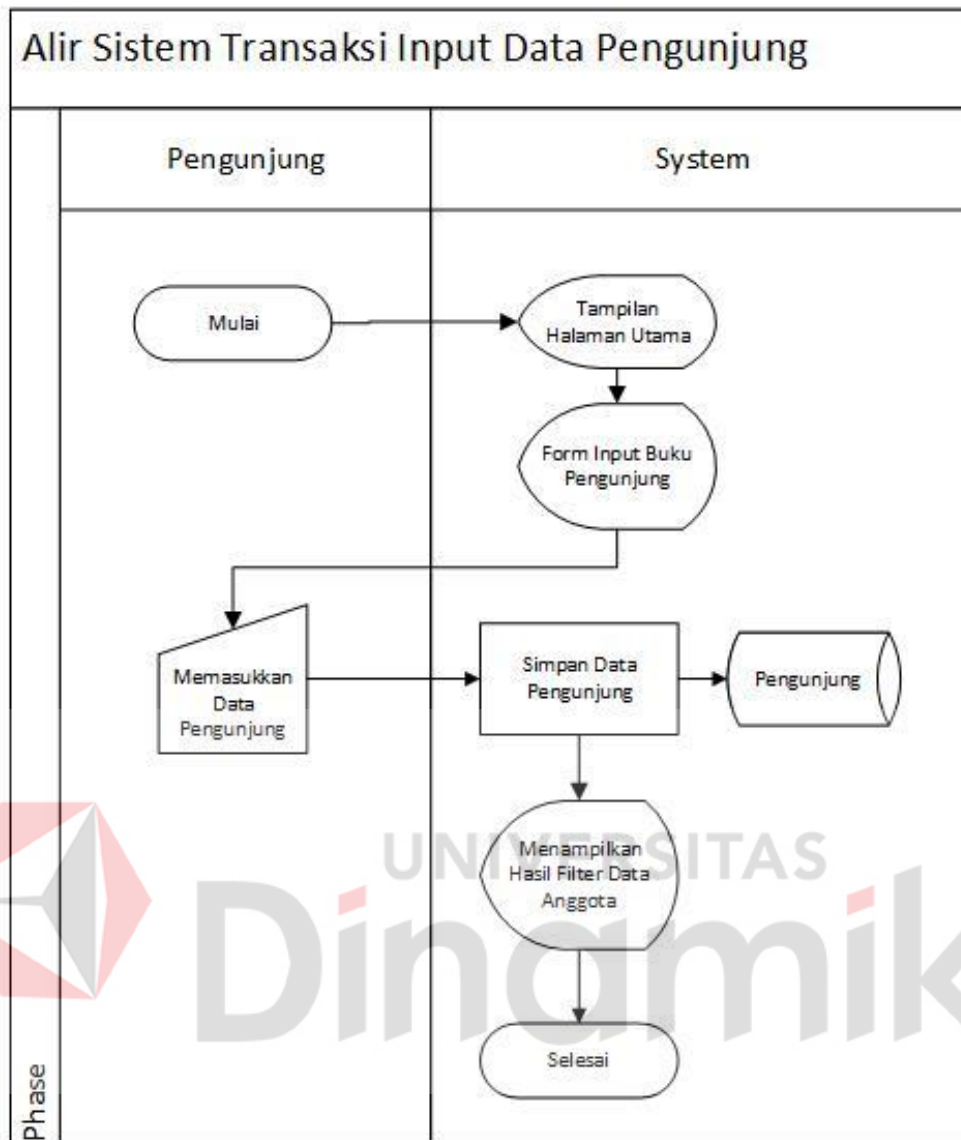 Alir Sistem Transaksi Input Data Pengunjung
Pengunjung
System
Mulai
Tampilan
Halaman Utama
Form Input Buku
Pengunjung
Memasukkan
Data
Pengunjung
Simpan Data
Pengunjung
Pengunjung
Menampilkan
Hasil Filter Data
Anggota
Selesai
Phase
UNIVERSITAS
Dinamik